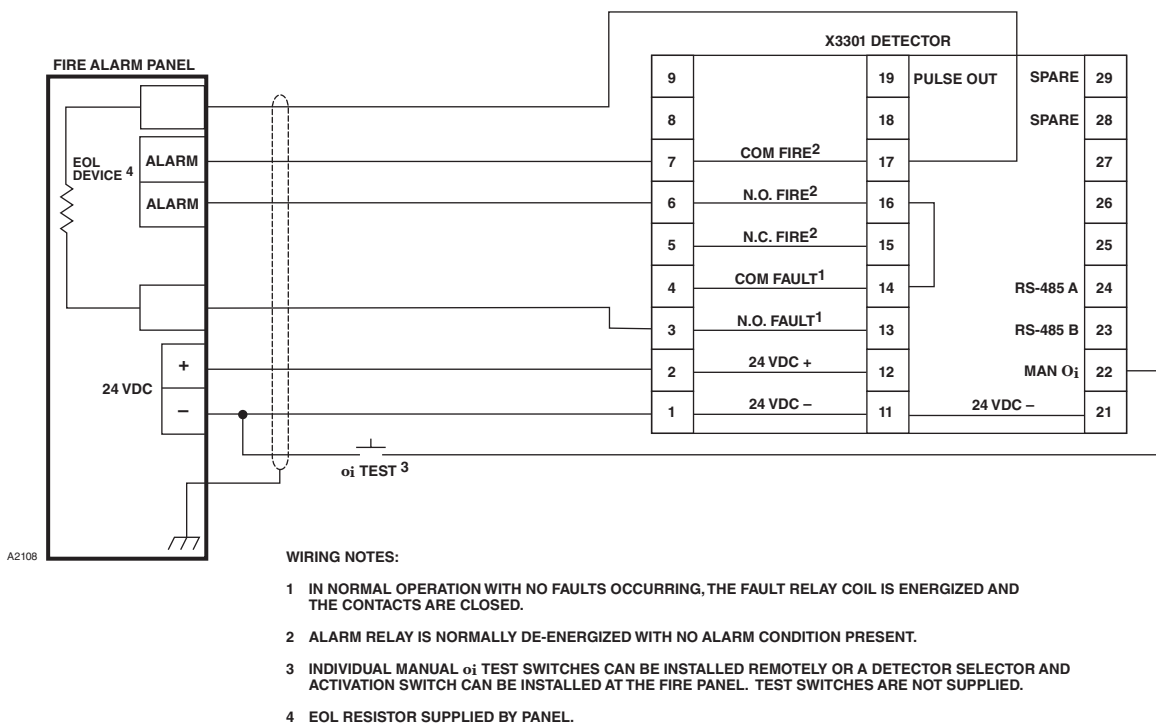 X3301 DETECTOR
FIRE ALARM PANEL
9 19 PULSE OUT SPARE 29
8 18 SPARE 28
EOL DEVICE 4
ALARM
7 COM FIRE2 17 27
ALARM
6 N.O. FIRE2 16 26
5 N.C. FIRE2 15 25
4 COM FAULT1 14 RS-485 A 24
3 N.O. FAULT1 13 RS-485 B 23
24 VDC
+
2 24 VDC + 12 MAN Oi 22
–
1 24 VDC – 11 24 VDC – 21
oi TEST 3
A2108
WIRING NOTES:
1 IN NORMAL OPERATION WITH NO FAULTS OCCURRING, THE FAULT RELAY COIL IS ENERGIZED AND
THE CONTACTS ARE CLOSED.
2 ALARM RELAY IS NORMALLY DE-ENERGIZED WITH NO ALARM CONDITION PRESENT.
3 INDIVIDUAL MANUAL oi TEST SWITCHES CAN BE INSTALLED REMOTELY OR A DETECTOR SELECTOR AND
ACTIVATION SWITCH CAN BE INSTALLED AT THE FIRE PANEL. TEST SWITCHES ARE NOT SUPPLIED.
4 EOL RESISTOR SUPPLIED BY PANEL.